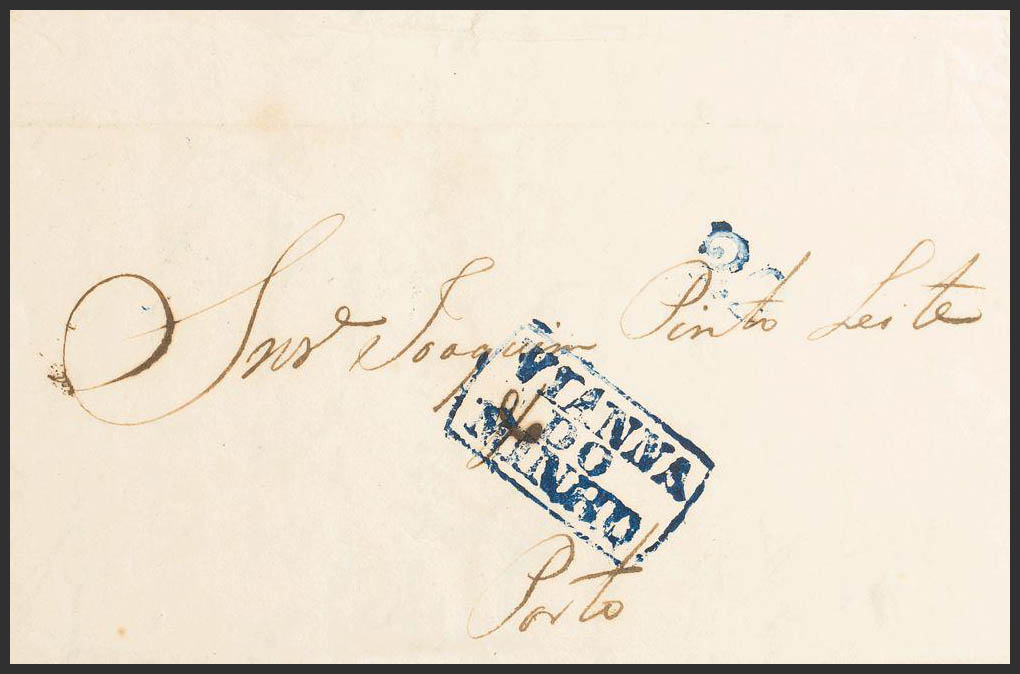 Snr Joaquim Pinto Leite
VIANNA
DO
MINHO
Porto